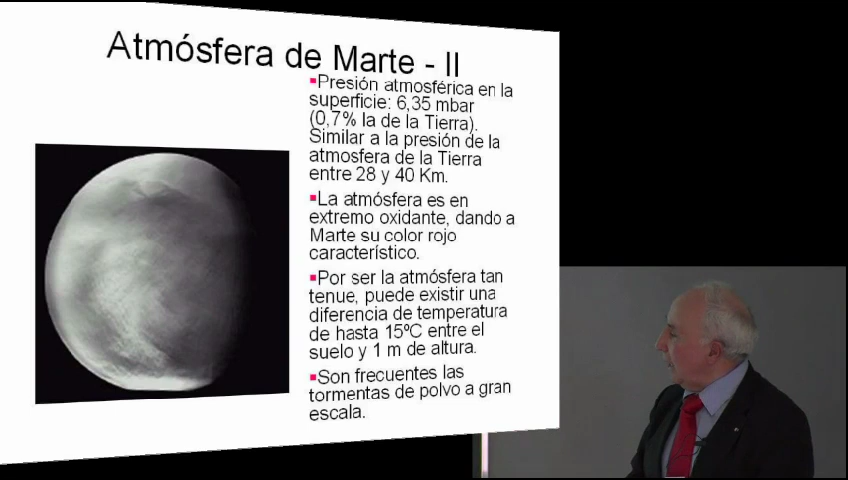 Atmósfera de Marte - II
Presión atmosférica en la
superficie: 6,35 mbar
(0,7% la de la Tierra).
Similar a la presión de la
atmosfera de la Tierra
entre 28 y 40 Km.
La atmósfera es en
extremo oxidante, dando a
Marte su color rojo
característico.
Por ser la atmósfera tan
tenue, puede existir una
diferencia de temperatura
de hasta 15ºC entre el
suelo y 1 m de altura.
Son frecuentes las
tormentas de polvo a gran
escala.